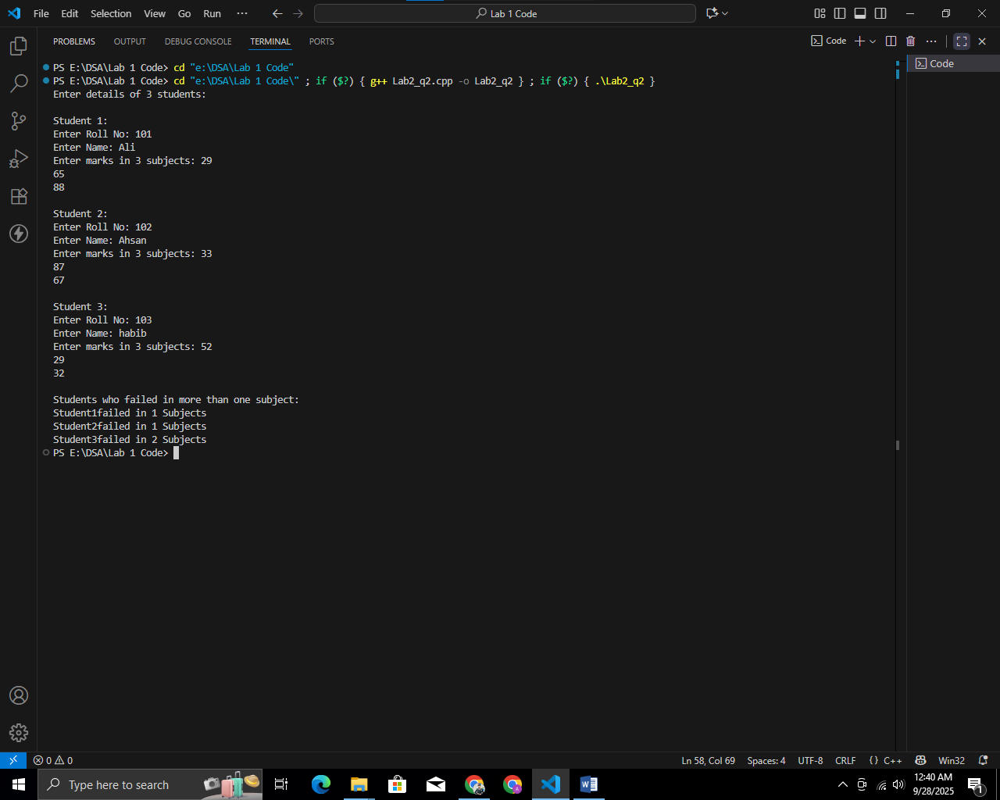 File Edit Selection View Go Run ··· Lab 1 Code
PROBLEMS OUTPUT DEBUG CONSOLE TERMINAL PORTS Code
PS E:\DSA\Lab 1 Code> cd "e:\DSA\Lab 1 Code"
PS E:\DSA\Lab 1 Code> cd "e:\DSA\Lab 1 Code\" ; if ($?) { g++ Lab2_q2.cpp -o Lab2_q2 } ; if ($?) { .\Lab2_q2 }
Enter details of 3 students:
Student 1:
Enter Roll No: 101
Enter Name: Ali
Enter marks in 3 subjects: 29
65
88
Student 2:
Enter Roll No: 102
Enter Name: Ahsan
Enter marks in 3 subjects: 33
87
67
Student 3:
Enter Roll No: 103
Enter Name: habib
Enter marks in 3 subjects: 52
29
32
Students who failed in more than one subject:
Student1failed in 1 Subjects
Student2failed in 1 Subjects
Student3failed in 2 Subjects
PS E:\DSA\Lab 1 Code>
Code
0 0 Ln 58, Col 69 Spaces: 4 UTF-8 CRLF {} C++ Win32
Type here to search
12:40 AM
9/28/2025
1